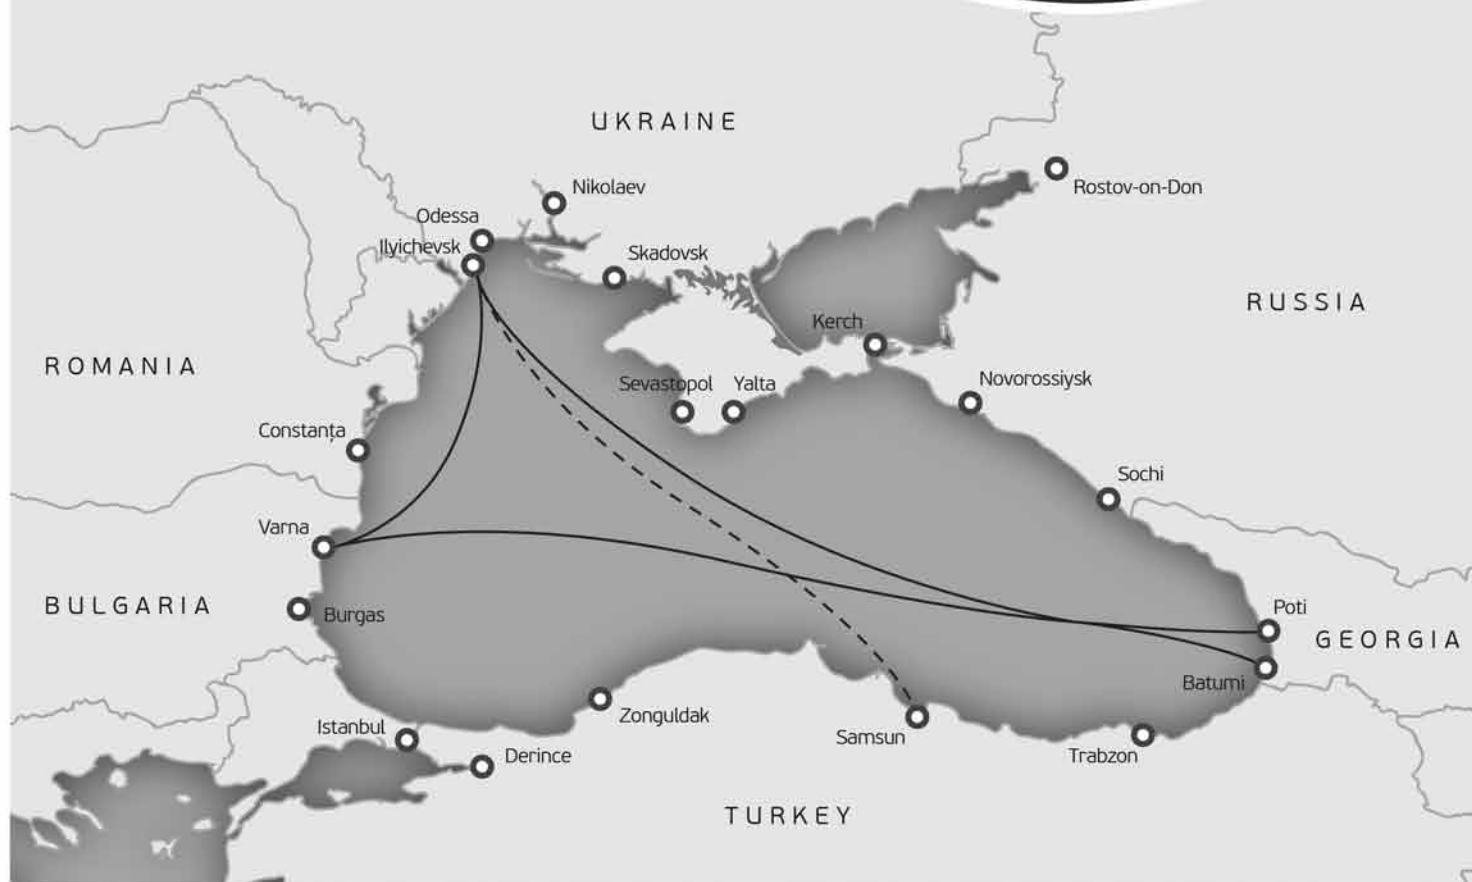 UKRAINE
Nikolaev
Rostov-on-Don
Odessa
Ilyichevsk
Skadovsk
RUSSIA
Kerch
ROMANIA
Sevastopol
Yalta
Novorossiysk
Constanța
Sochi
Varna
BULGARIA
Burgas
Poti
GEORGIA
Batumi
Istanbul
Zonguldak
Samsun
Derince
Trabzon
TURKEY